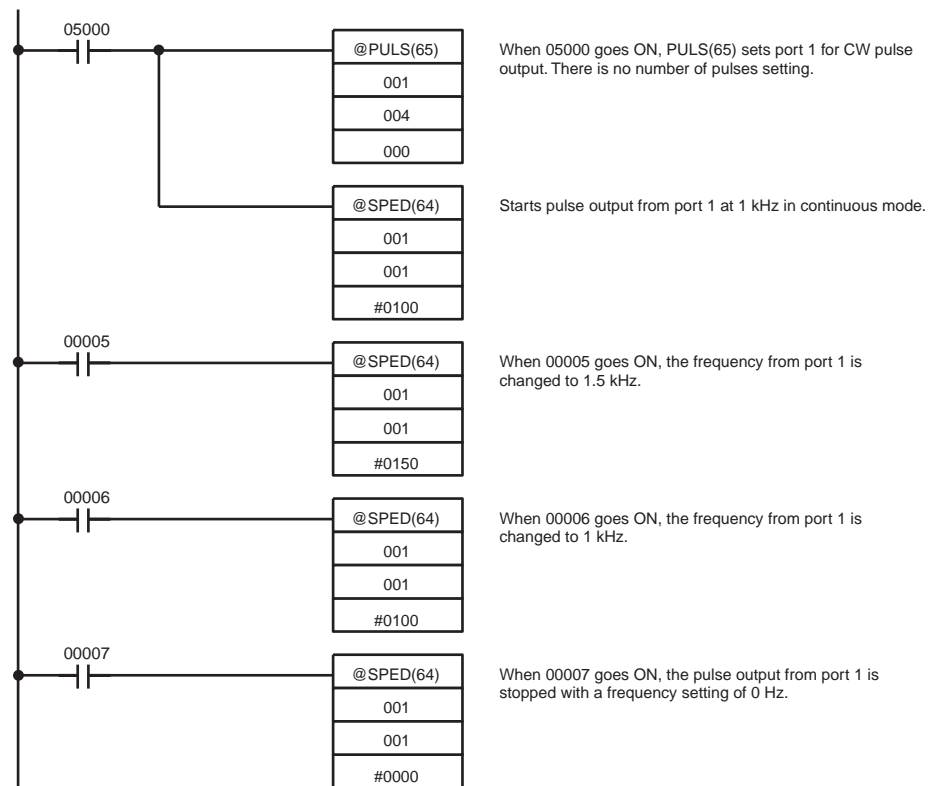 05000
@PULS(65)
001
004
000
When 05000 goes ON, PULS(65) sets port 1 for CW pulse
output. There is no number of pulses setting.
@SPED(64)
001
001
#0100
Starts pulse output from port 1 at 1 kHz in continuous mode.
00005
@SPED(64)
001
001
#0150
When 00005 goes ON, the frequency from port 1 is
changed to 1.5 kHz.
00006
@SPED(64)
001
001
#0100
When 00006 goes ON, the frequency from port 1 is
changed to 1 kHz.
00007
@SPED(64)
001
001
#0000
When 00007 goes ON, the pulse output from port 1 is
stopped with a frequency setting of 0 Hz.